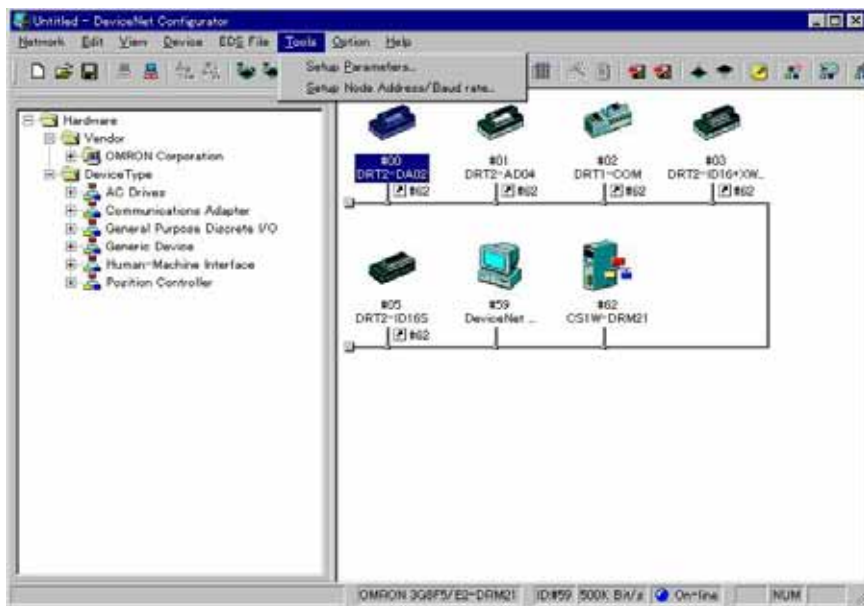 Untitled - DeviceNet Configurator
Network Edit View Device EDS File Tools Option Help
Setup Parameters...
Setup Node Address/Baud rate...
Hardware
Vendor
OMRON Corporation
DeviceType
AC Drives
Communications Adapter
General Purpose Discrete I/O
Generic Device
Human-Machine Interface
Position Controller
#00 #01 #02 #03
DRT2-DA02 DRT2-AD04 DRT1-COM DRT2-ID16+XW...
#62 #62 #62 #62
#05 #59 #62
DRT2-ID16S DeviceNet ... CS1W-DRM21
#62
OMRON 3G8F5/E2-DRM21 ID:#59 500K Bit/s On-line NUM